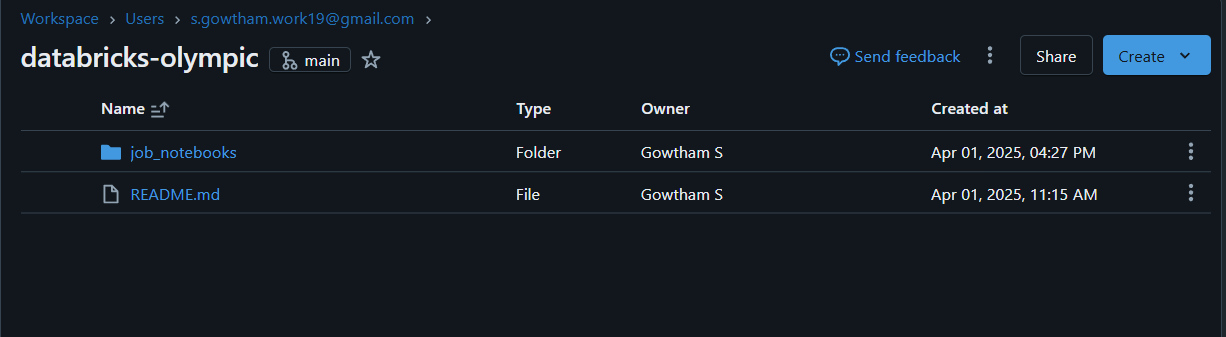 Workspace > Users > s.gowtham.work19@gmail.com >
databricks-olympic main Send feedback Share Create
Name Type Owner Created at
job_notebooks Folder Gowtham S Apr 01, 2025, 04:27 PM
README.md File Gowtham S Apr 01, 2025, 11:15 AM